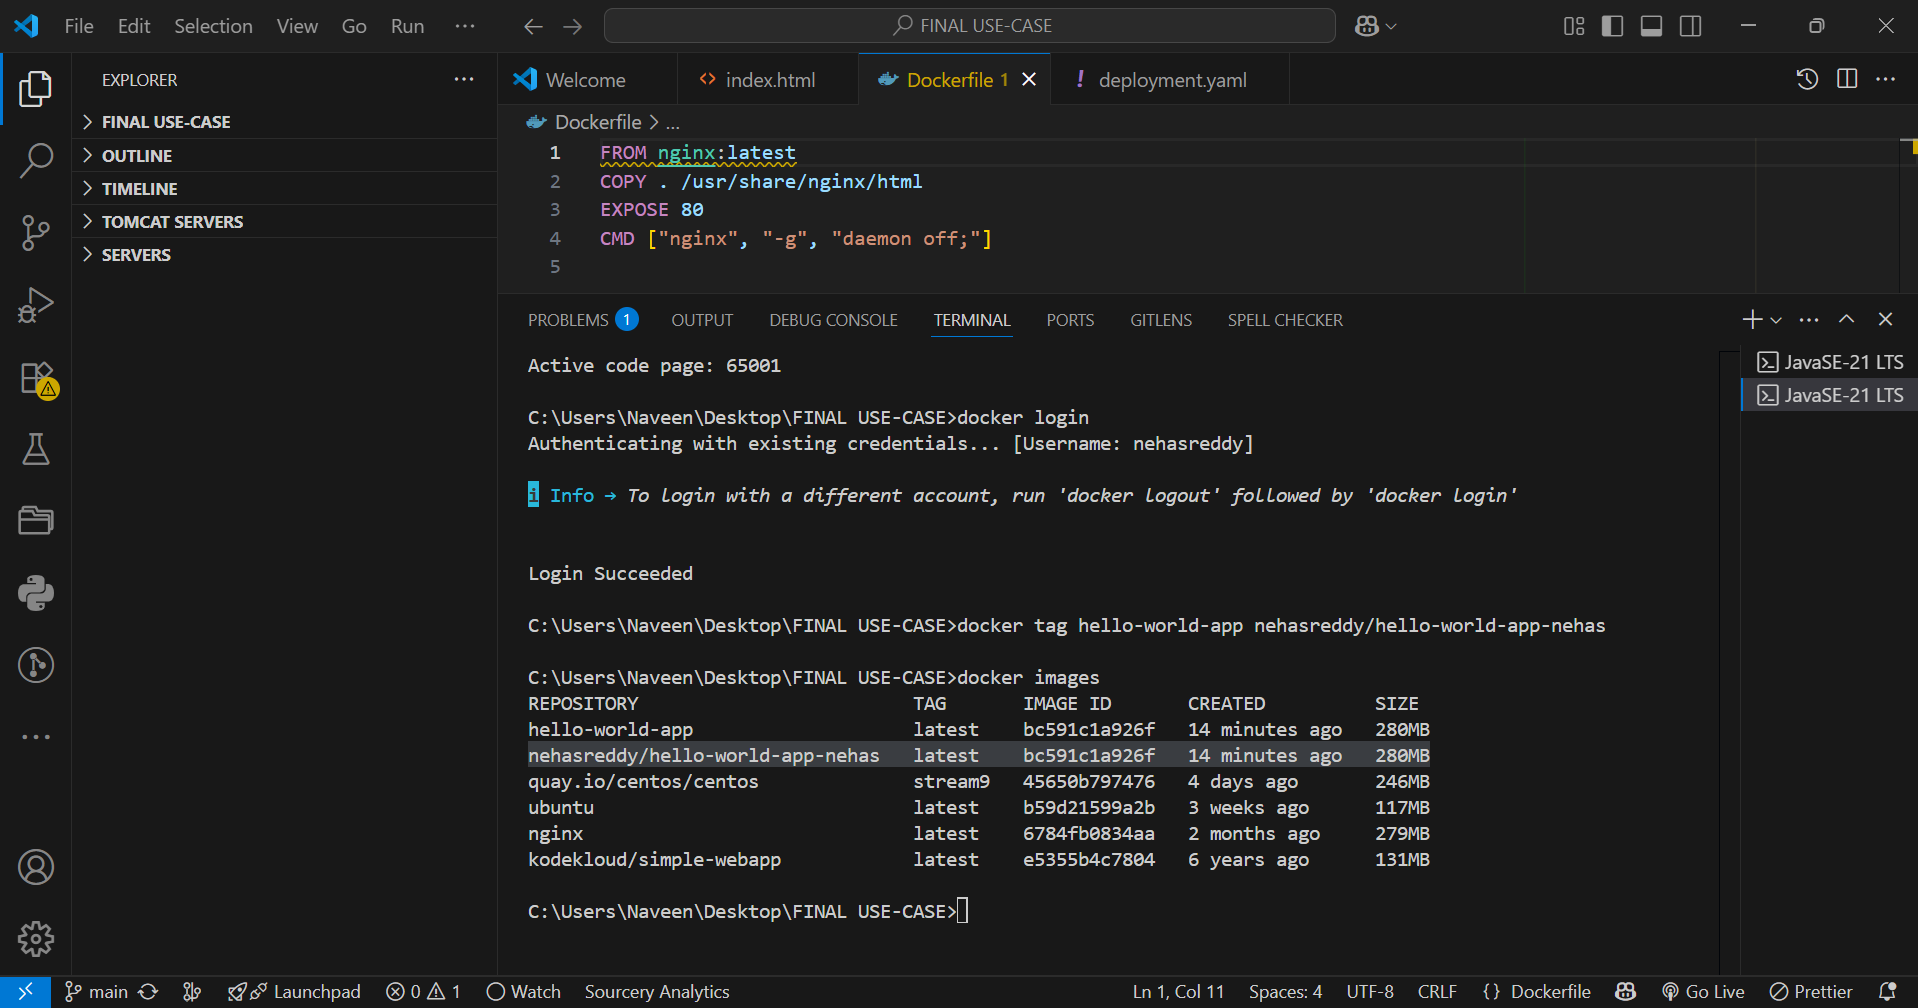 File Edit Selection View Go Run ··· FINAL USE-CASE
EXPLORER ···
FINAL USE-CASE
OUTLINE
TIMELINE
TOMCAT SERVERS
SERVERS
Welcome index.html Dockerfile 1 deployment.yaml
Dockerfile > ...
1 FROM nginx:latest
2 COPY . /usr/share/nginx/html
3 EXPOSE 80
4 CMD ["nginx", "-g", "daemon off;"]
5
PROBLEMS 1 OUTPUT DEBUG CONSOLE TERMINAL PORTS GITLENS SPELL CHECKER
JavaSE-21 LTS
JavaSE-21 LTS
Active code page: 65001
C:\Users\Naveen\Desktop\FINAL USE-CASE>docker login
Authenticating with existing credentials... [Username: nehasreddy]
i Info → To login with a different account, run 'docker logout' followed by 'docker login'
Login Succeeded
C:\Users\Naveen\Desktop\FINAL USE-CASE>docker tag hello-world-app nehasreddy/hello-world-app-nehas
C:\Users\Naveen\Desktop\FINAL USE-CASE>docker images
REPOSITORY TAG IMAGE ID CREATED SIZE
hello-world-app latest bc591c1a926f 14 minutes ago 280MB
nehasreddy/hello-world-app-nehas latest bc591c1a926f 14 minutes ago 280MB
quay.io/centos/centos stream9 45650b797476 4 days ago 246MB
ubuntu latest b59d21599a2b 3 weeks ago 117MB
nginx latest 6784fb0834aa 2 months ago 279MB
kodekloud/simple-webapp latest e5355b4c7804 6 years ago 131MB
C:\Users\Naveen\Desktop\FINAL USE-CASE>
main Launchpad 0 1 Watch Sourcery Analytics Ln 1, Col 11 Spaces: 4 UTF-8 CRLF {} Dockerfile Go Live Prettier